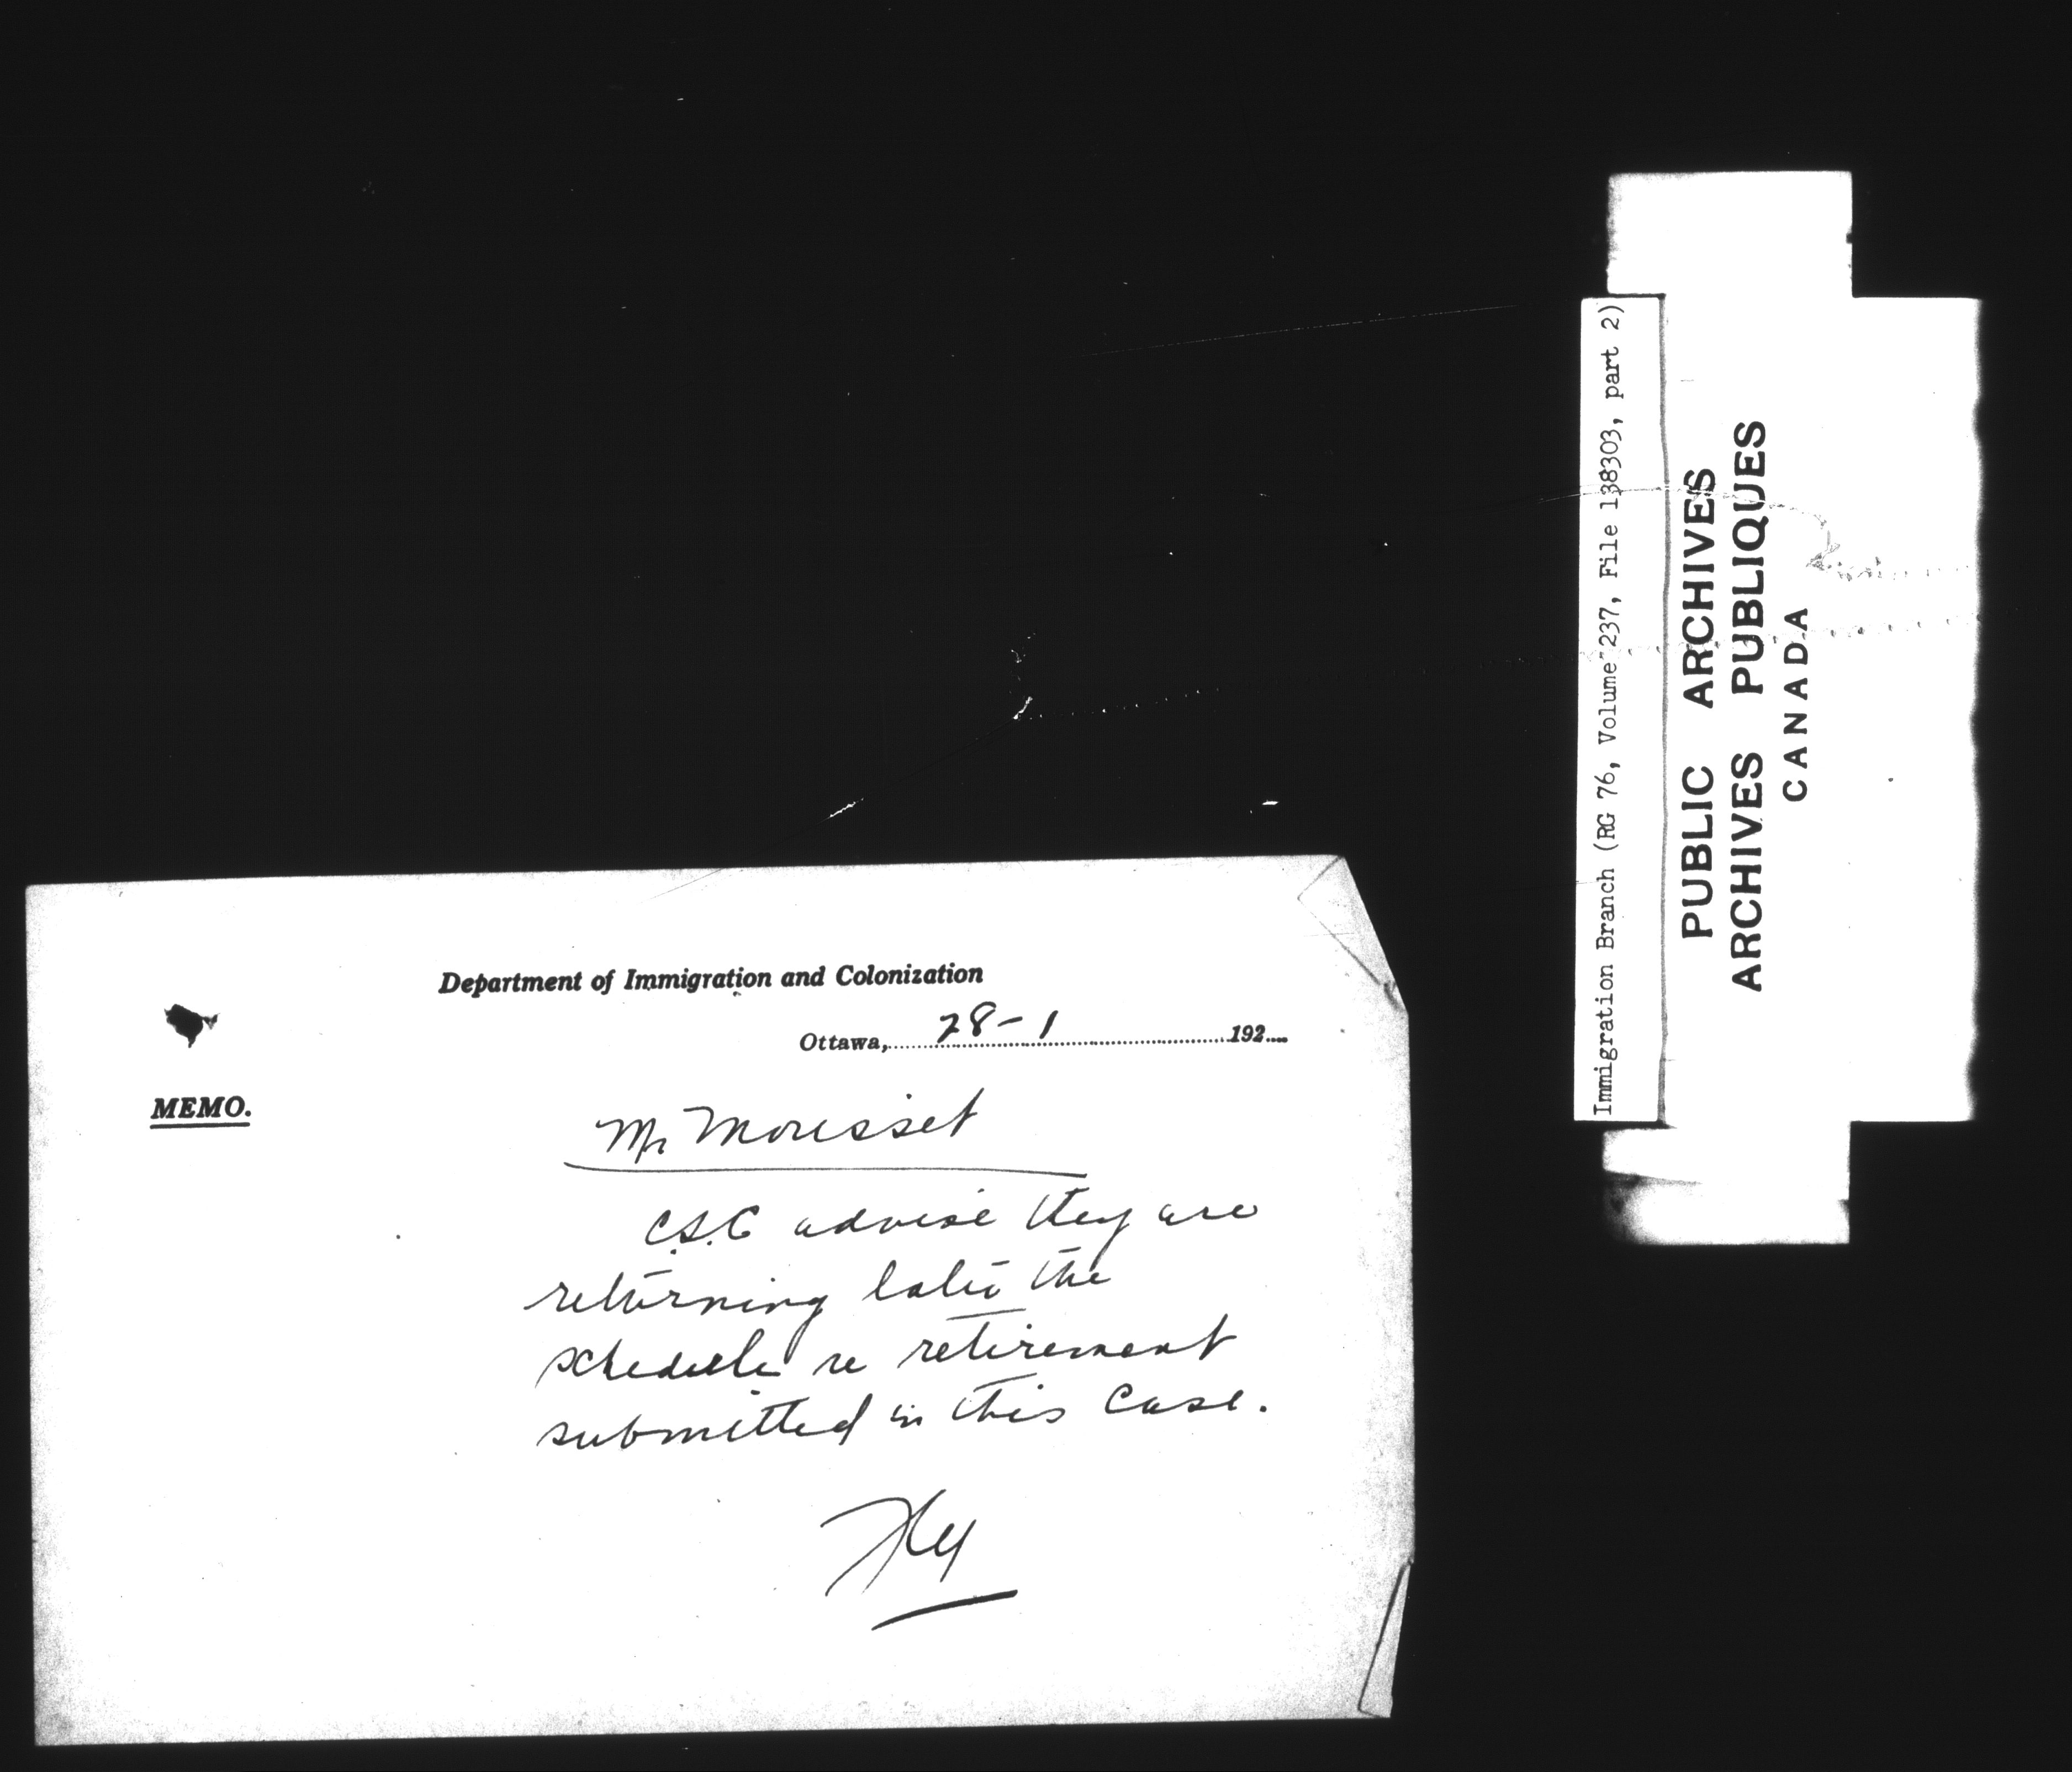 Department of Immigration and Colonization
Ottawa, 28-1 192
MEMO.
Mr Morisset
C.S.C advise they are
returning later the
schedule re retirement
submitted in this case.
Immigration Branch (RG 76, Volume 237, File 138303, part 2)
PUBLIC ARCHIVES
ARCHIVES PUBLIQUES
CANADA